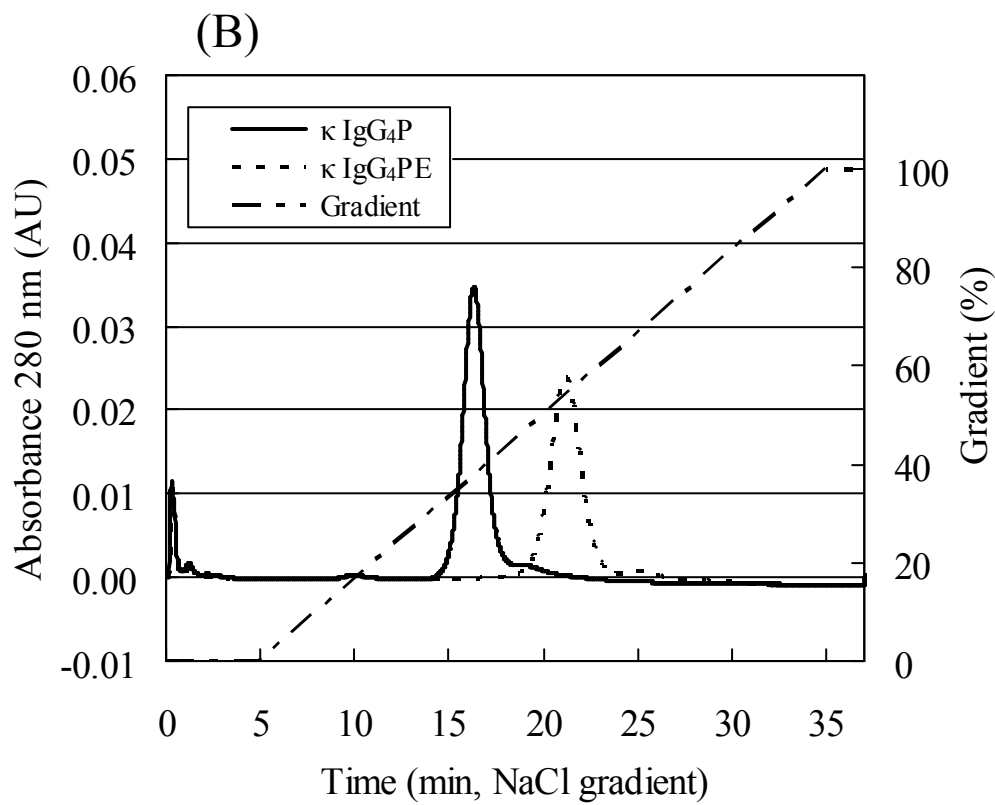 (B)
0.06
0.05
0.04
0.03
0.02
0.01
0.00
-0.01
Absorbance 280 nm (AU)
κ IgG₄P
κ IgG₄PE
Gradient
100
80
60
40
20
0
Gradient (%)
0 5 10 15 20 25 30 35
Time (min, NaCl gradient)